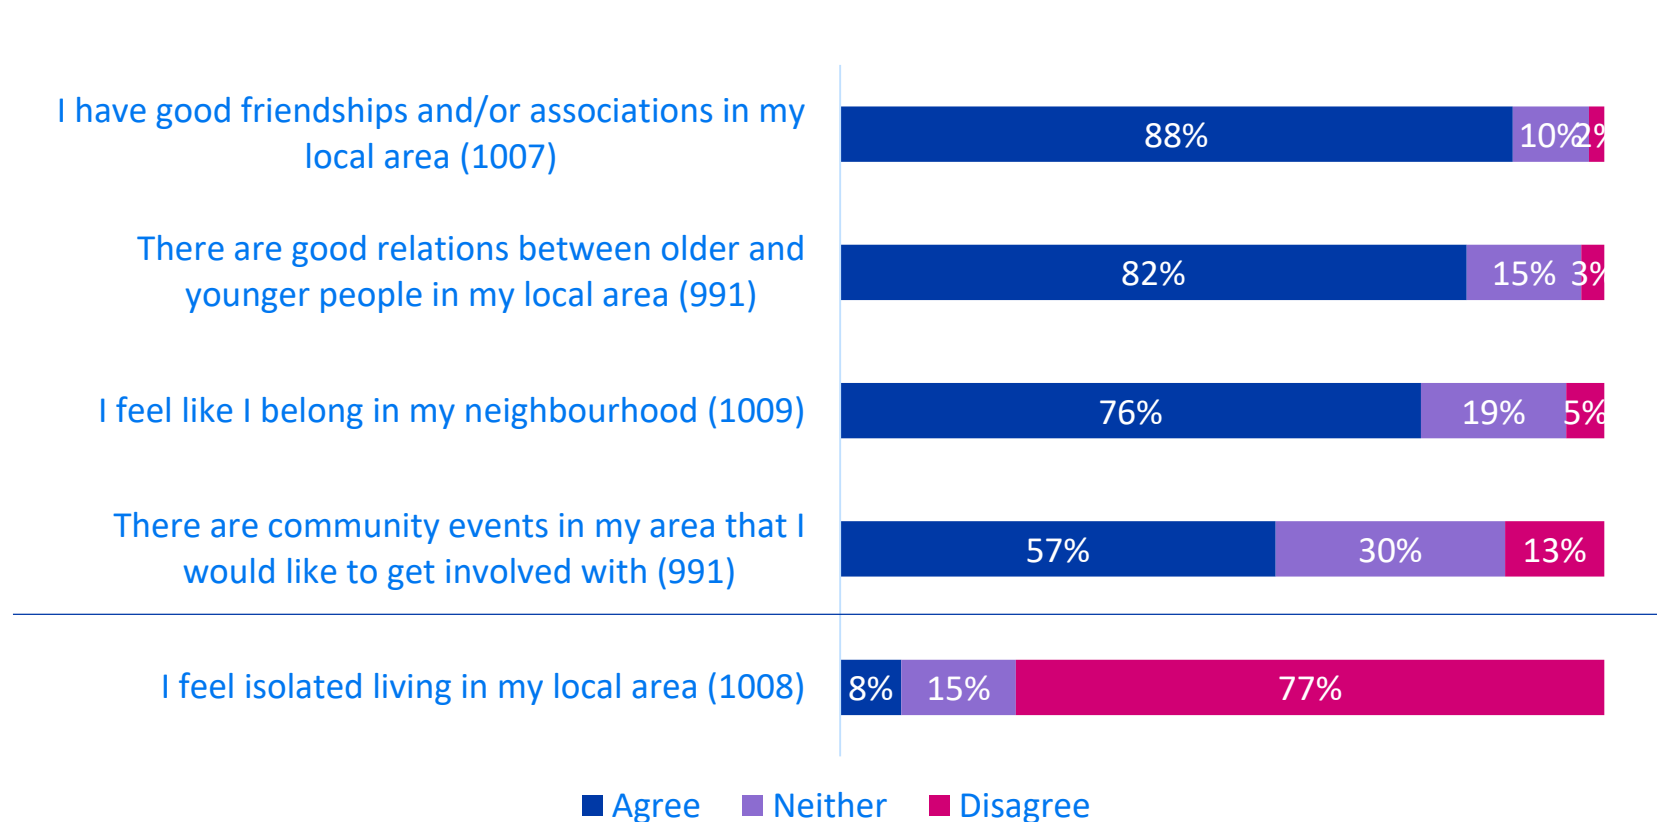 I have good friendships and/or associations in my
local area (1007)
88% 10% 2%
There are good relations between older and
younger people in my local area (991)
82% 15% 3%
I feel like I belong in my neighbourhood (1009)
76% 19% 5%
There are community events in my area that I
would like to get involved with (991)
57% 30% 13%
I feel isolated living in my local area (1008)
8% 15% 77%
Agree Neither Disagree